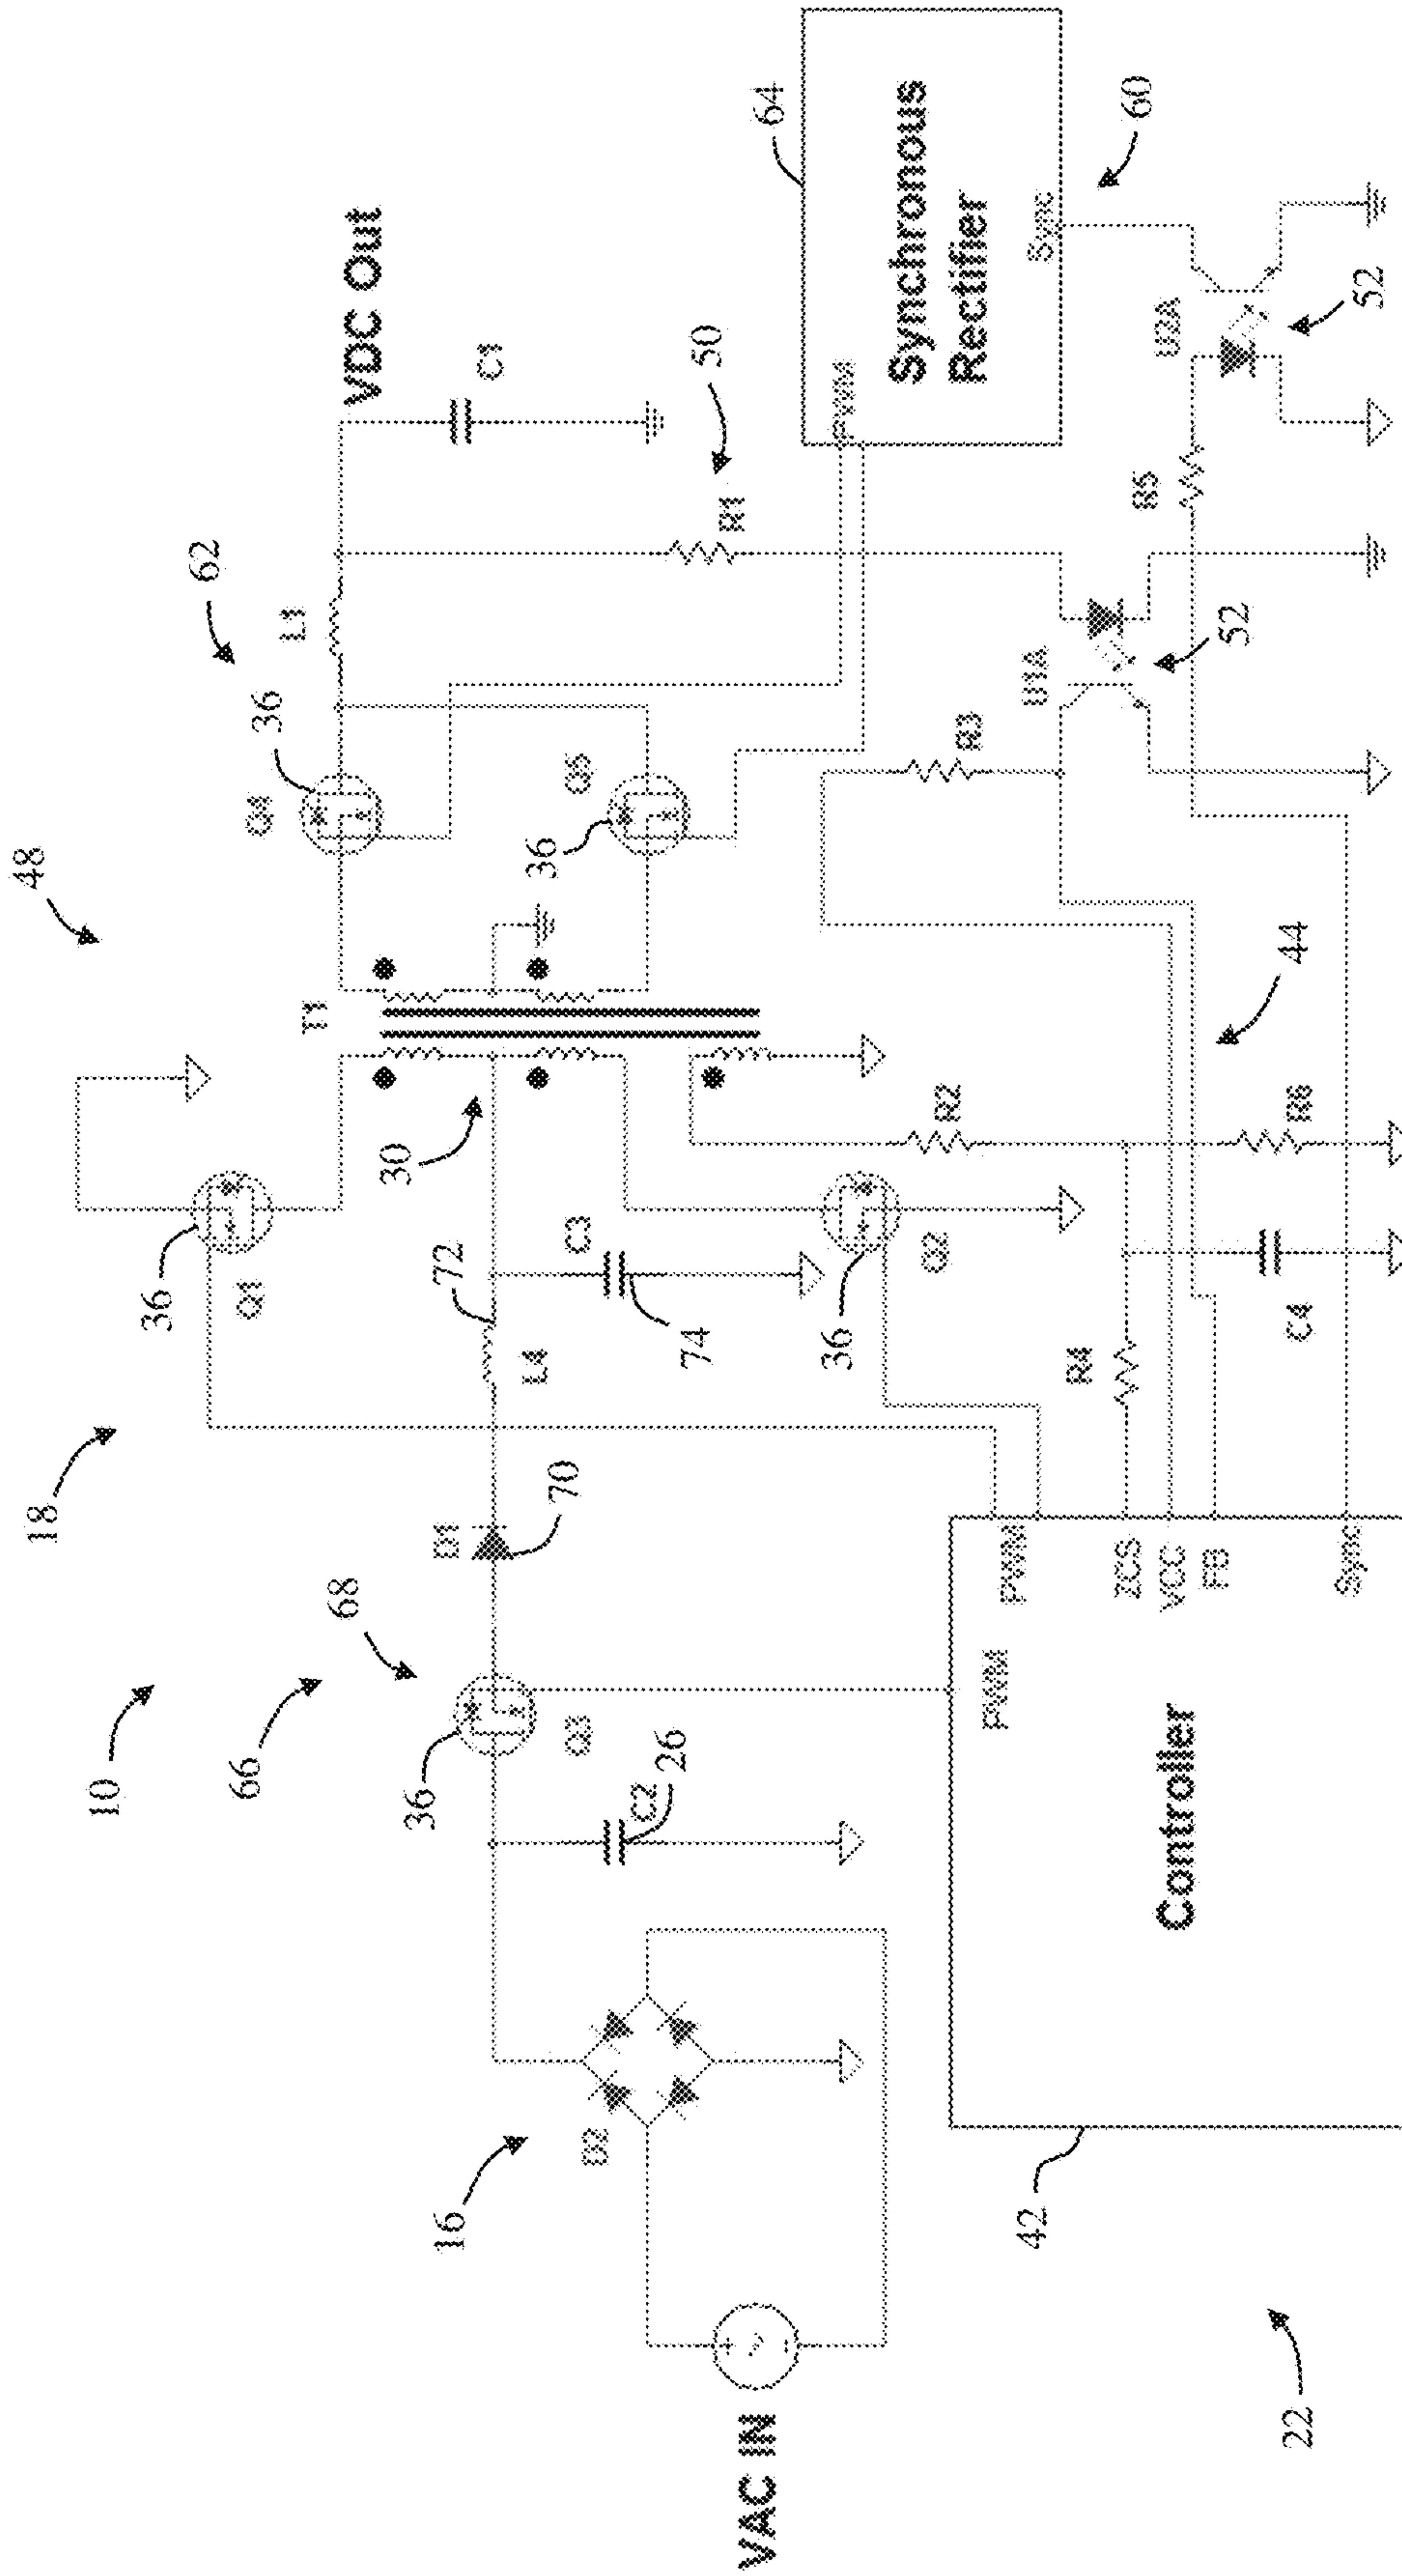 48
18
10
36
62
66
Q1
Q4
36
L1
T1
68
VDC Out
30
36
D1
72
16
C1
L4
36
70
Q3
C3
Q5
D2
C2
26
74
50
R1
VAC IN
64
36
PWM
Synchronous
Rectifier
Q2
R2
R3
PWM
PWM
U1A
42
Sync
R4
60
ZCS
R5
VCC
Controller
FB
52
44
22
C4
R6
Sync
52